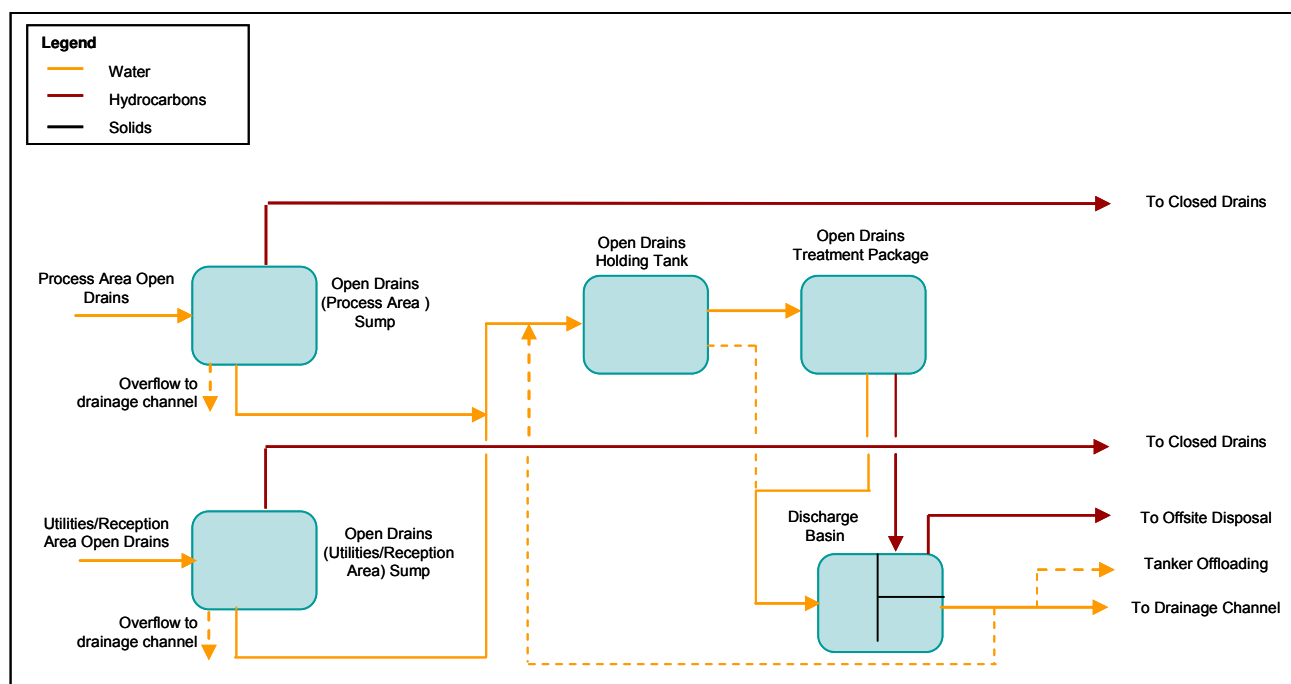 Legend
Water
Hydrocarbons
Solids
To Closed Drains
Open Drains
Holding Tank
Open Drains
Treatment Package
Process Area Open
Drains
Open Drains
(Process Area )
Sump
Overflow to
drainage channel
To Closed Drains
Utilities/Reception
Area Open Drains
Open Drains
(Utilities/Reception
Area) Sump
Discharge
Basin
To Offsite Disposal
Tanker Offloading
To Drainage Channel
Overflow to
drainage channel